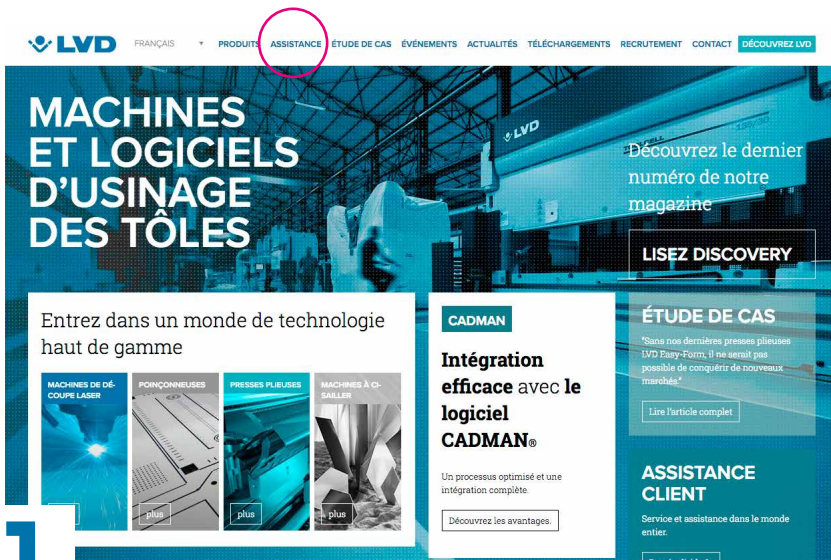 LVD
FRANÇAIS
PRODUITS ASSISTANCE ÉTUDE DE CAS ÉVÉNEMENTS ACTUALITÉS TÉLÉCHARGEMENTS RECRUTEMENT CONTACT DÉCOUVREZ LVD
MACHINES
ET LOGICIELS
D'USINAGE
DES TÔLES
LVD
135/30
Découvrez le dernier
numéro de notre
magazine
LISEZ DISCOVERY
Entrez dans un monde de technologie
haut de gamme
MACHINES DE DÉ-
COUPE LASER
POINÇONNEUSES
plus
PRESSES PLIEUSES
plus
MACHINES À CI-
SAILLER
plus
CADMAN
Intégration
efficace avec le
logiciel
CADMAN®
Un processus optimisé et une
intégration complète.
Découvrez les avantages.
ÉTUDE DE CAS
"Sans nos dernières presses plieuses
LVD Easy-Form, il ne serait pas
possible de conquérir de nouveaux
marchés."
Lire l'article complet
ASSISTANCE
CLIENT
Service et assistance dans le monde
entier.
1